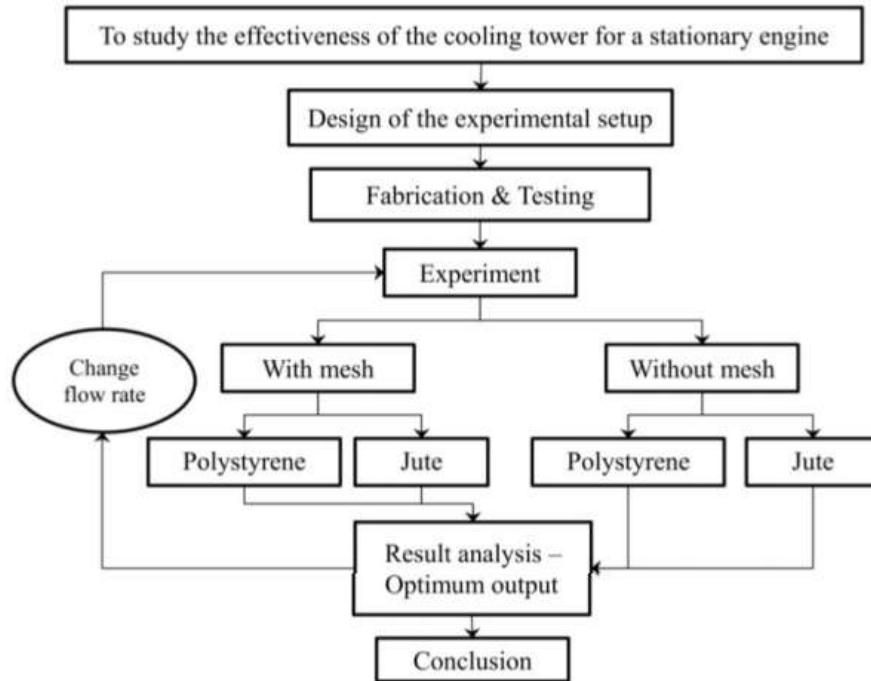 To study the effectiveness of the cooling tower for a stationary engine
Design of the experimental setup
Fabrication & Testing
Experiment
Change
flow rate
With mesh
Without mesh
Polystyrene
Jute
Polystyrene
Jute
Result analysis –
Optimum output
Conclusion